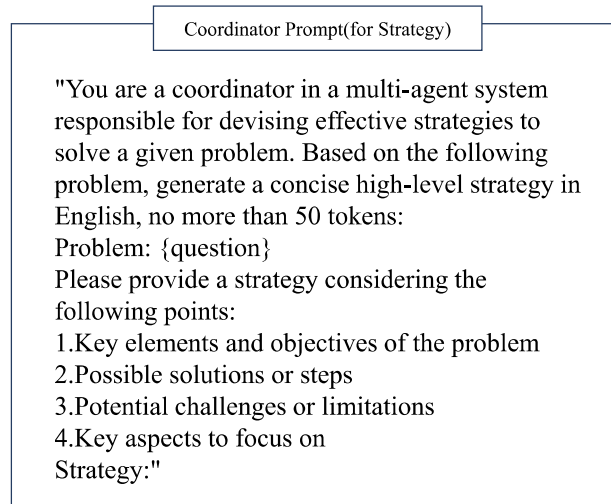 Coordinator Prompt(for Strategy)
"You are a coordinator in a multi-agent system
responsible for devising effective strategies to
solve a given problem. Based on the following
problem, generate a concise high-level strategy in
English, no more than 50 tokens:
Problem: {question}
Please provide a strategy considering the
following points:
1.Key elements and objectives of the problem
2.Possible solutions or steps
3.Potential challenges or limitations
4.Key aspects to focus on
Strategy:"